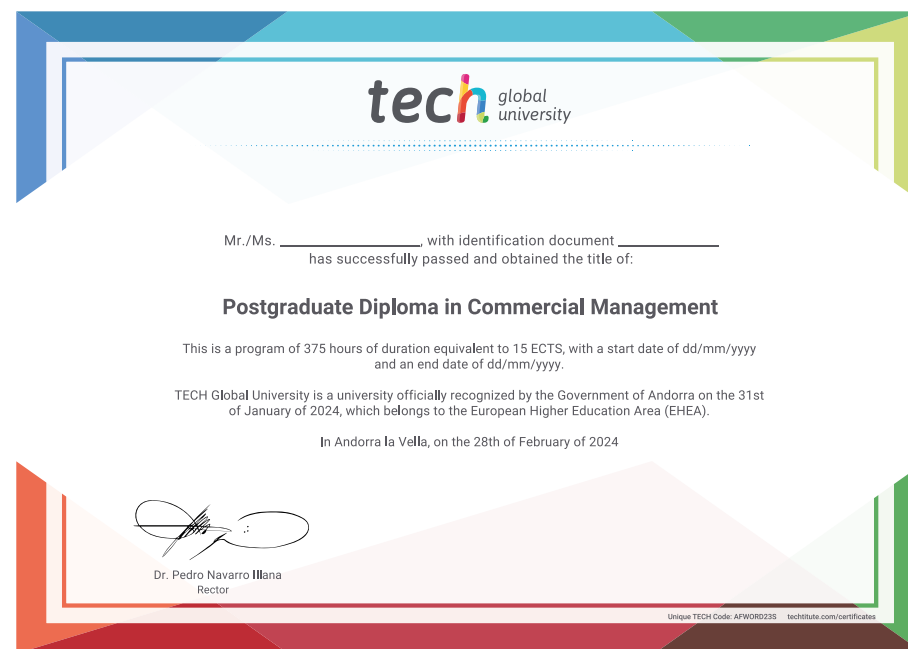 tech global
university
Mr./Ms. ____________, with identification document ____________
has successfully passed and obtained the title of:
Postgraduate Diploma in Commercial Management
This is a program of 375 hours of duration equivalent to 15 ECTS, with a start date of dd/mm/yyyy
and an end date of dd/mm/yyyy.
TECH Global University is a university officially recognized by the Government of Andorra on the 31st
of January of 2024, which belongs to the European Higher Education Area (EHEA).
In Andorra la Vella, on the 28th of February of 2024
Dr. Pedro Navarro Illana
Rector
Unique TECH Code: AFWORD23S techtitute.com/certificates